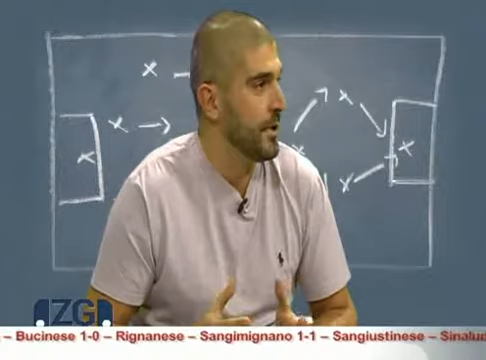 ZG
– Bucinese 1-0 – Rignanese – Sangimignano 1-1 – Sangiustinese – Sinalu